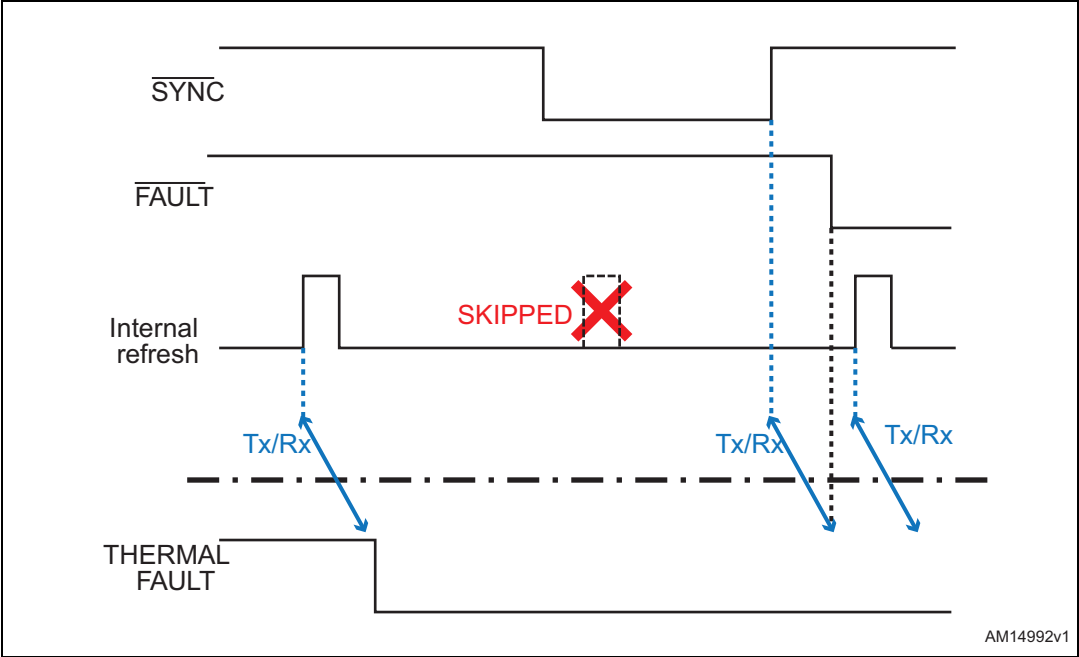 SYNC
FAULT
SKIPPED
Internal
refresh
Tx/Rx
Tx/Rx
Tx/Rx
THERMAL
FAULT
AM14992v1